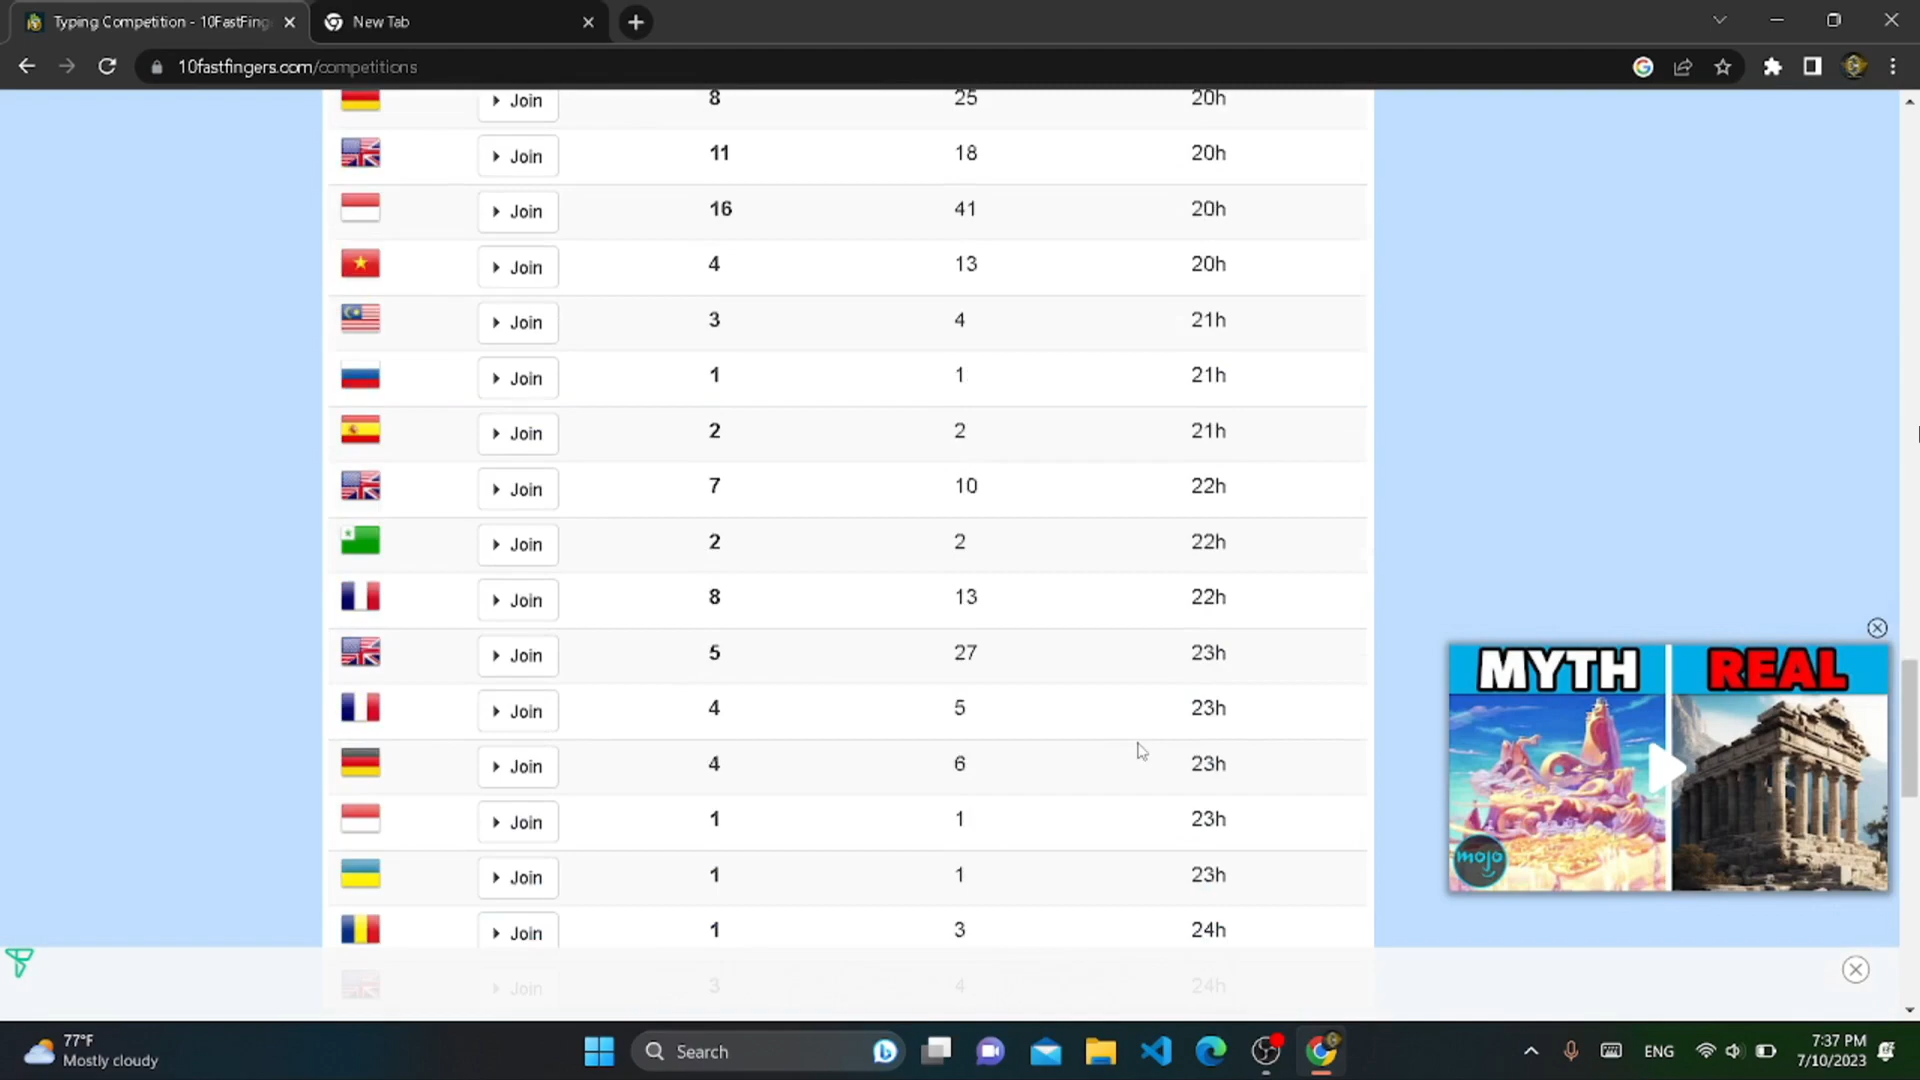 Typing Competition - 10FastFing
New Tab
10fastfingers.com/competitions
Join 8 25 20h
Join 11 18 20h
Join 16 41 20h
Join 4 13 20h
Join 3 4 21h
Join 1 1 21h
Join 2 2 21h
Join 7 10 22h
Join 2 2 22h
Join 8 13 22h
Join 5 27 23h
Join 4 5 23h
Join 4 6 23h
Join 1 1 23h
Join 1 1 23h
Join 1 3 24h
Join 3 4 24h
MYTH REAL
mojo
77°F
Mostly cloudy
Search
ENG
7:37 PM
7/10/2023